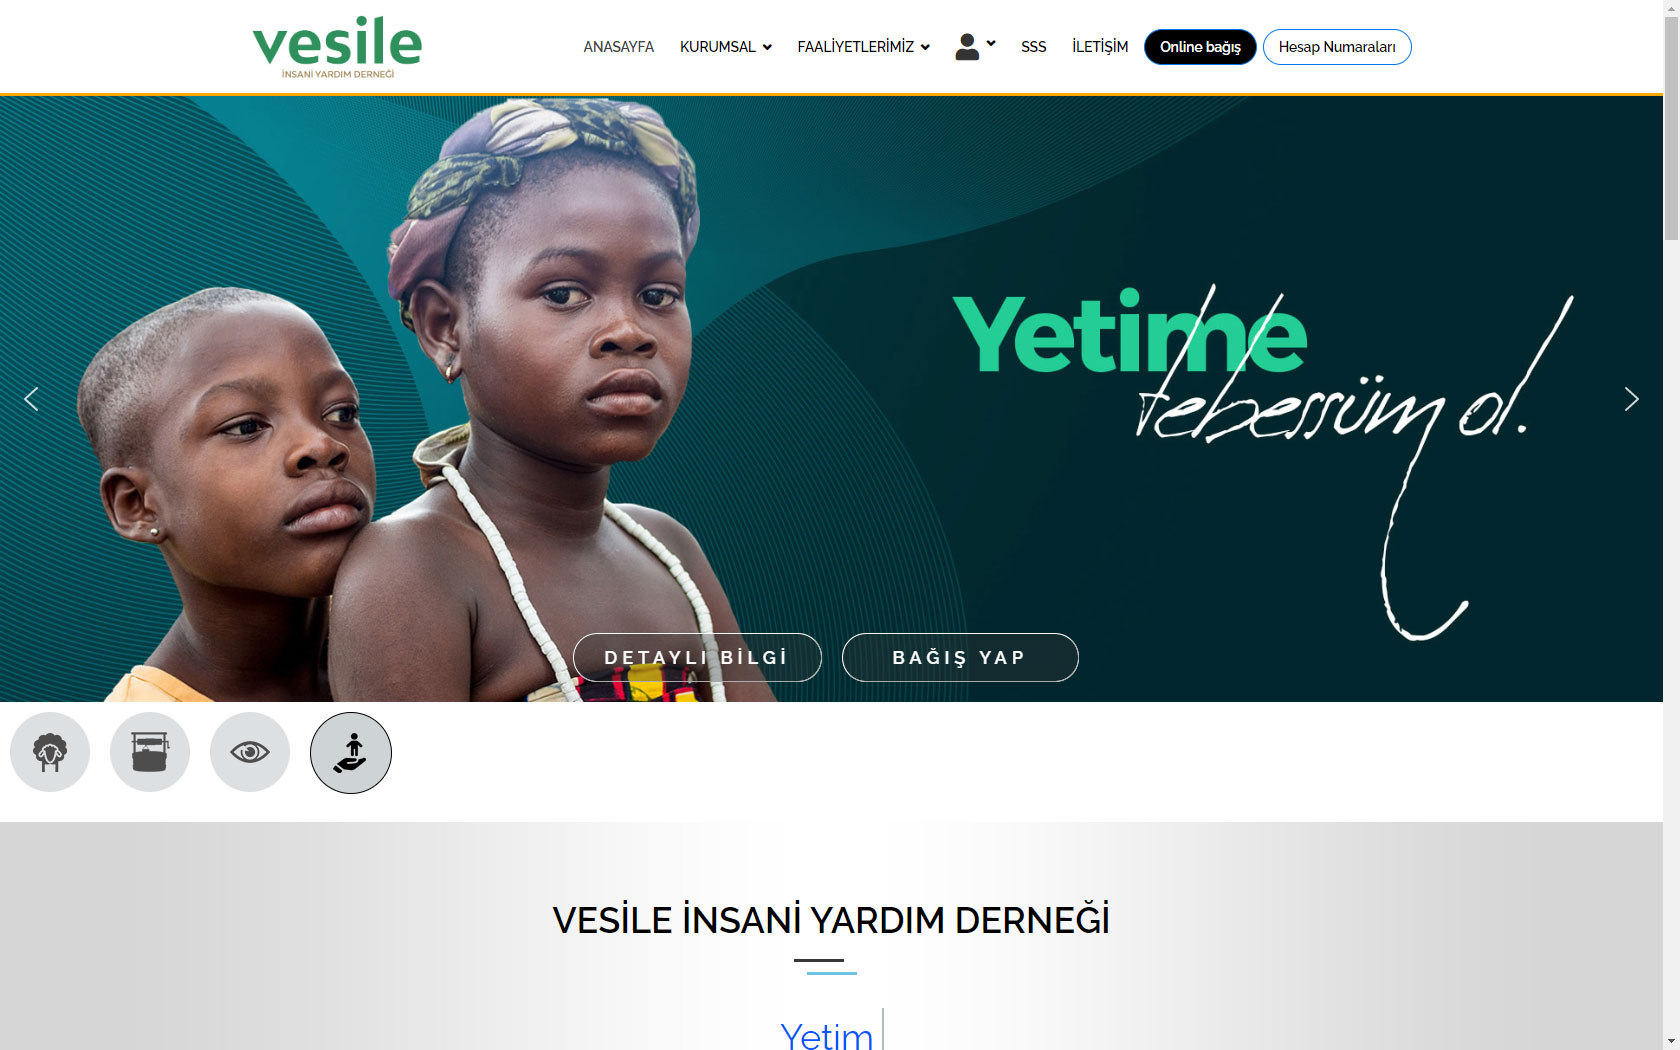 vesile
İNSANİ YARDIM DERNEĞİ
ANASAYFA KURUMSAL FAALİYETLERİMİZ SSS İLETİŞİM Online bağış Hesap Numaraları
Yetime
tebessüm ol.
DETAYLI BİLGİ BAĞIŞ YAP
VESİLE İNSANİ YARDIM DERNEĞİ
Yetim